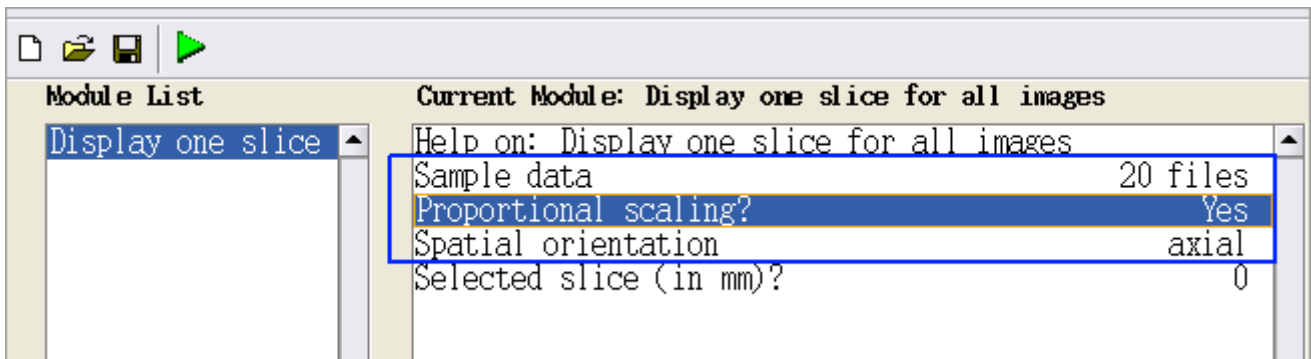 Module List
Current Module: Display one slice for all images
Display one slice
Help on: Display one slice for all images
Sample data 20 files
Proportional scaling? Yes
Spatial orientation axial
Selected slice (in mm)? 0